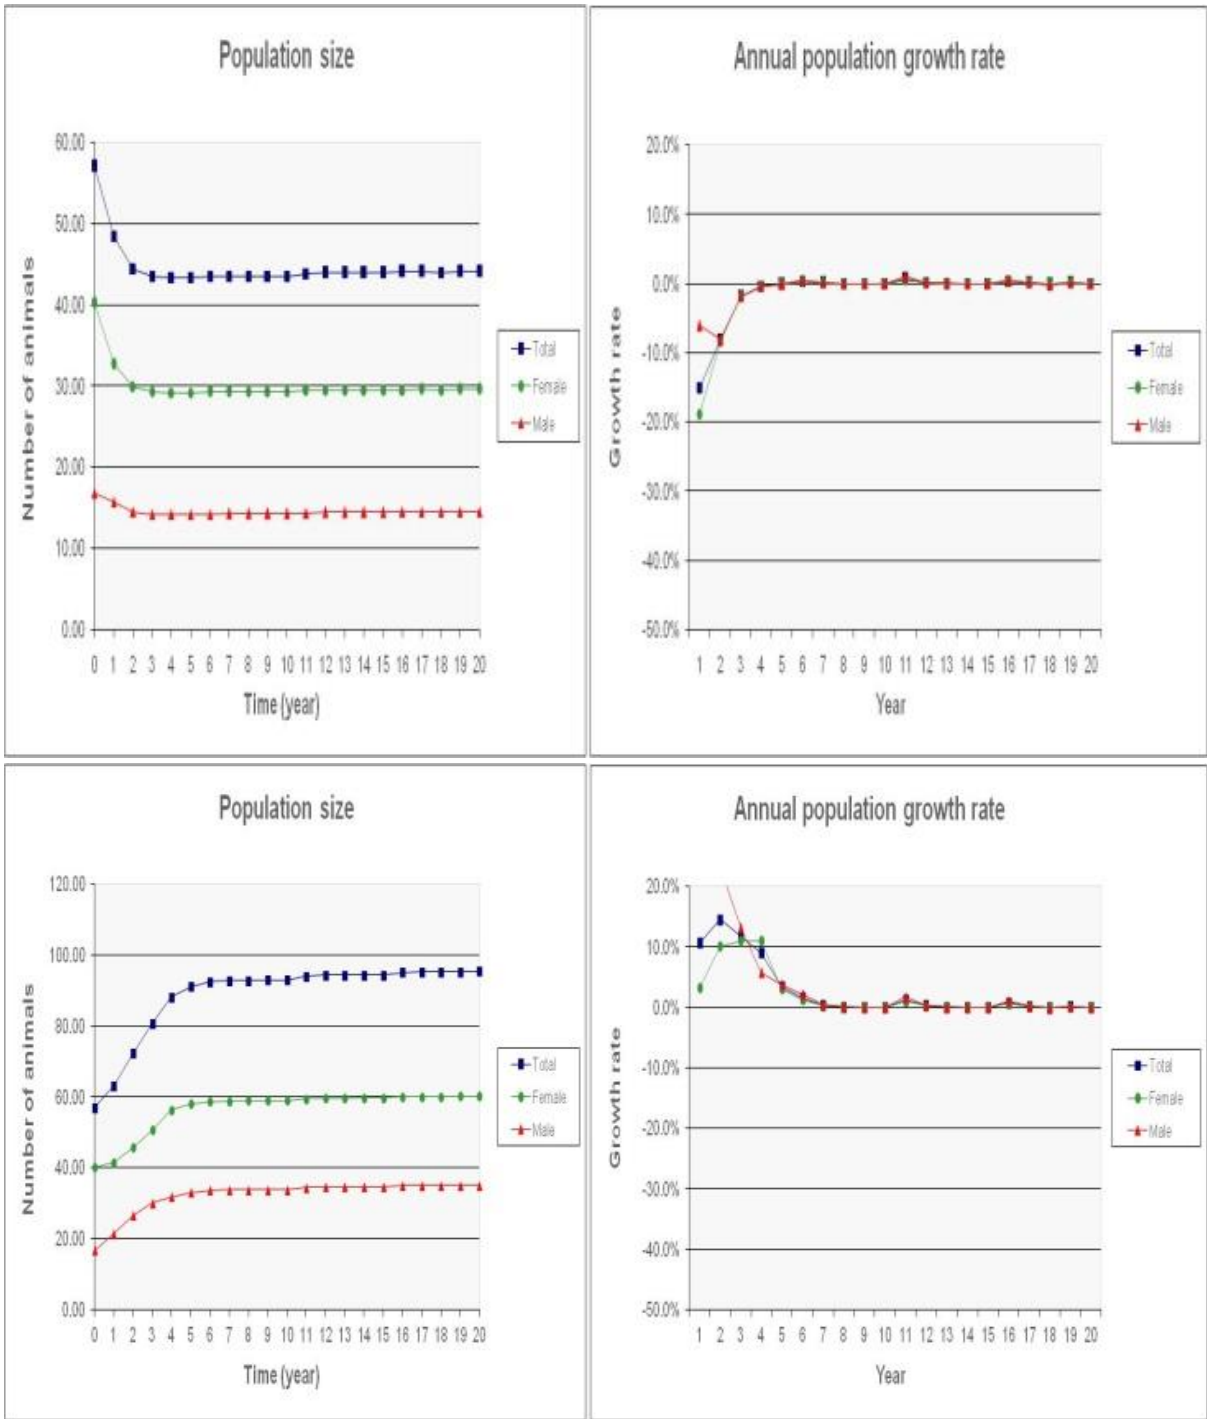 Population size
Number of animals
60.00
50.00
40.00
30.00
20.00
10.00
0.00
0 1 2 3 4 5 6 7 8 9 10 11 12 13 14 15 16 17 18 19 20
Time (year)
Total
Female
Male
Annual population growth rate
Growth rate
20.0%
10.0%
0.0%
-10.0%
-20.0%
-30.0%
-40.0%
-50.0%
1 2 3 4 5 6 7 8 9 10 11 12 13 14 15 16 17 18 19 20
Year
Total
Female
Male
Population size
Number of animals
120.00
100.00
80.00
60.00
40.00
20.00
0.00
0 1 2 3 4 5 6 7 8 9 10 11 12 13 14 15 16 17 18 19 20
Time (year)
Total
Female
Male
Annual population growth rate
Growth rate
20.0%
10.0%
0.0%
-10.0%
-20.0%
-30.0%
-40.0%
-50.0%
1 2 3 4 5 6 7 8 9 10 11 12 13 14 15 16 17 18 19 20
Year
Total
Female
Male